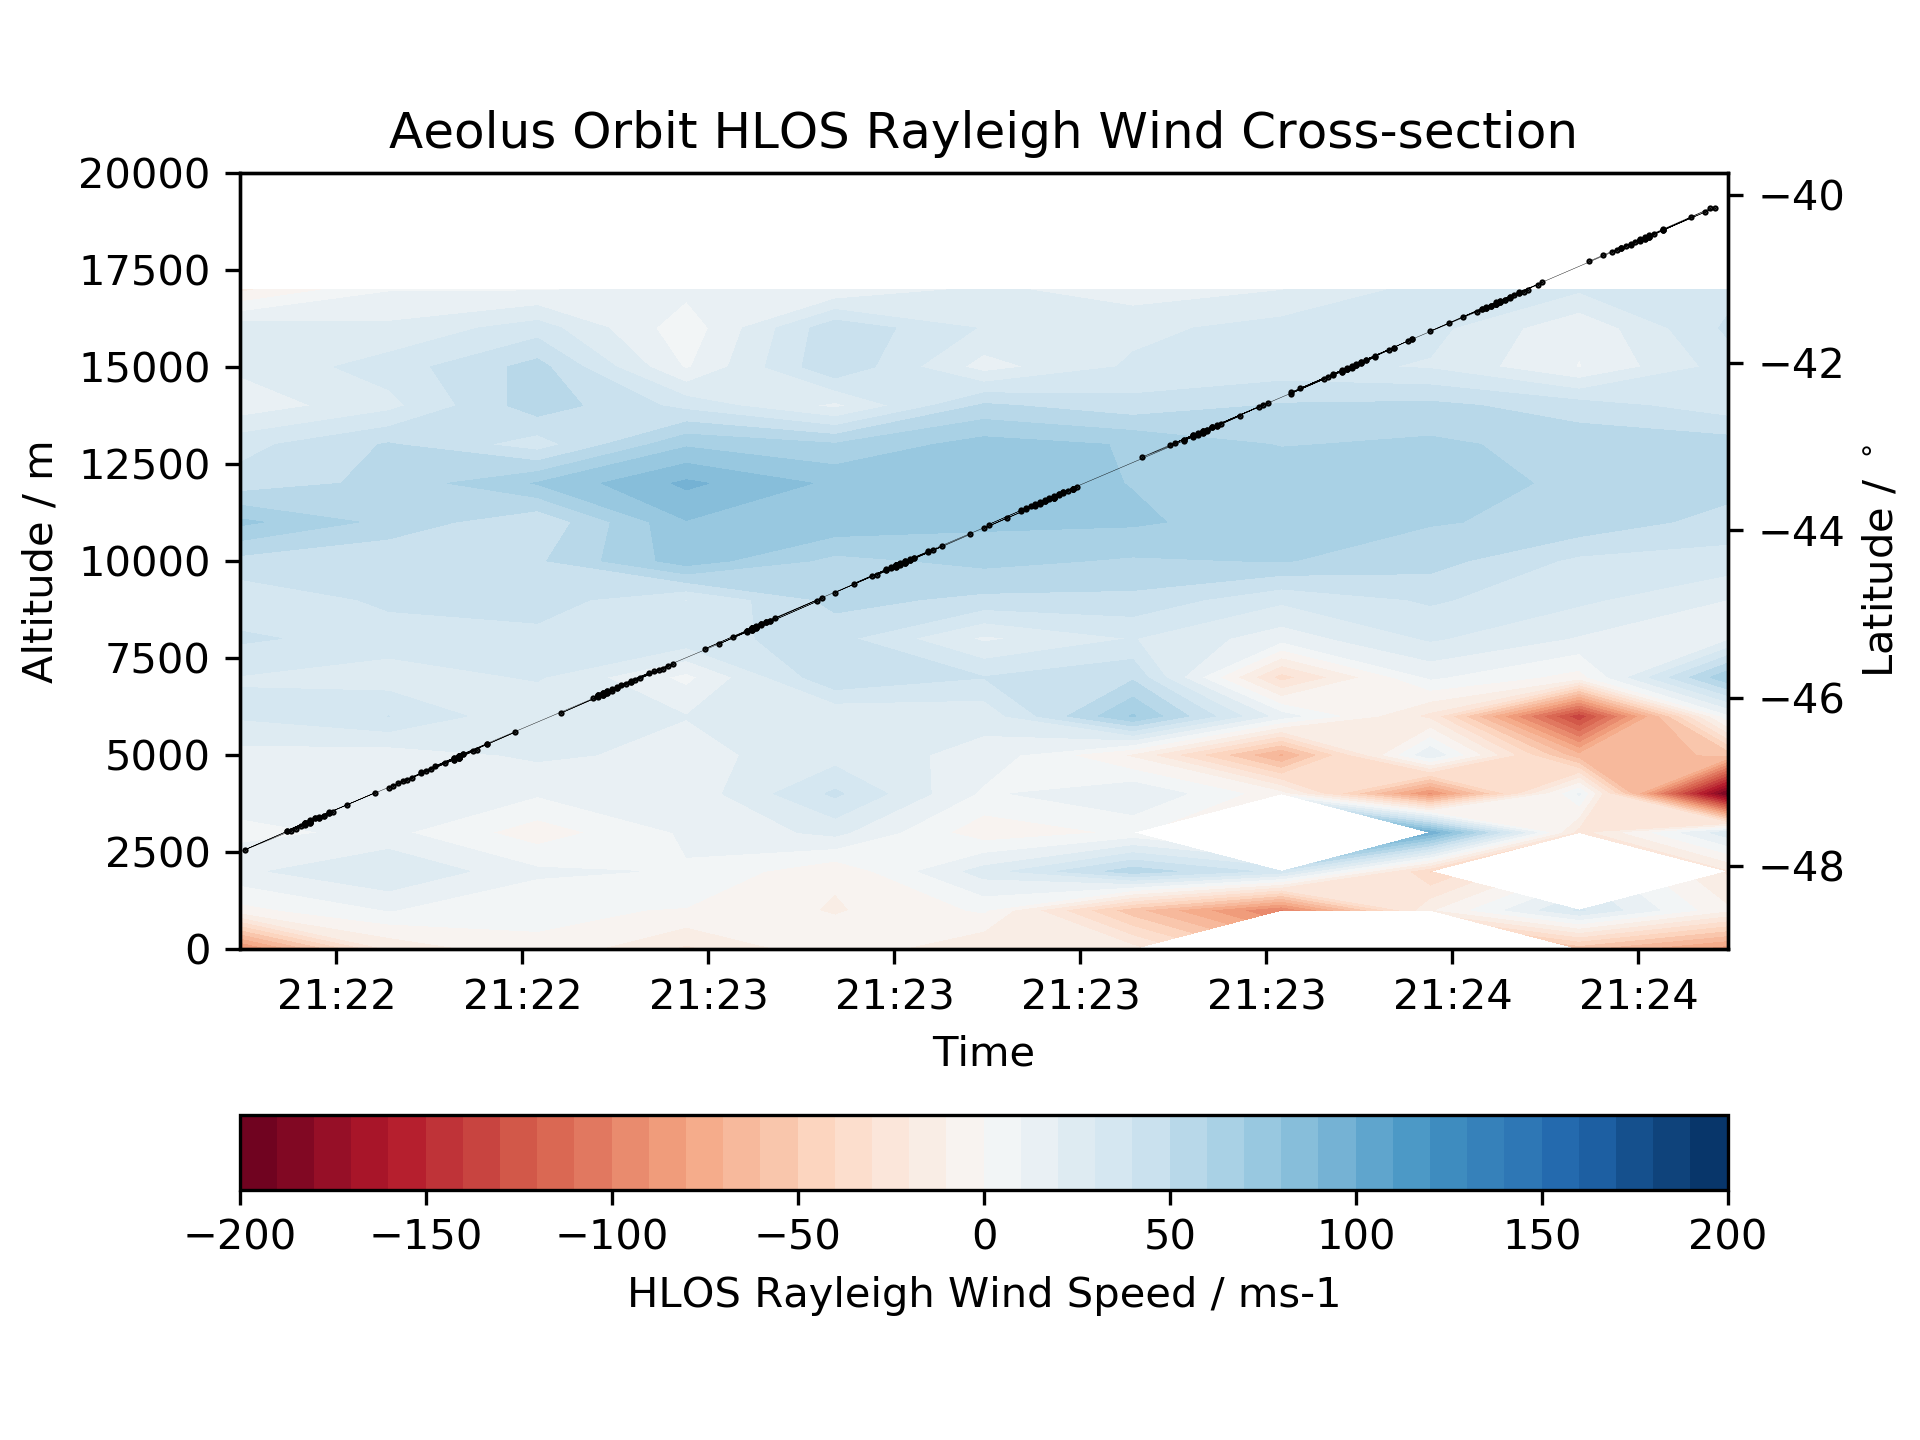 Aeolus Orbit HLOS Rayleigh Wind Cross-section
20000
17500
15000
12500
10000
7500
5000
2500
0
Altitude / m
−40
−42
−44
−46
−48
Latitude / °
21:22 21:22 21:23 21:23 21:23 21:23 21:24 21:24
Time
−200 −150 −100 −50 0 50 100 150 200
HLOS Rayleigh Wind Speed / ms-1